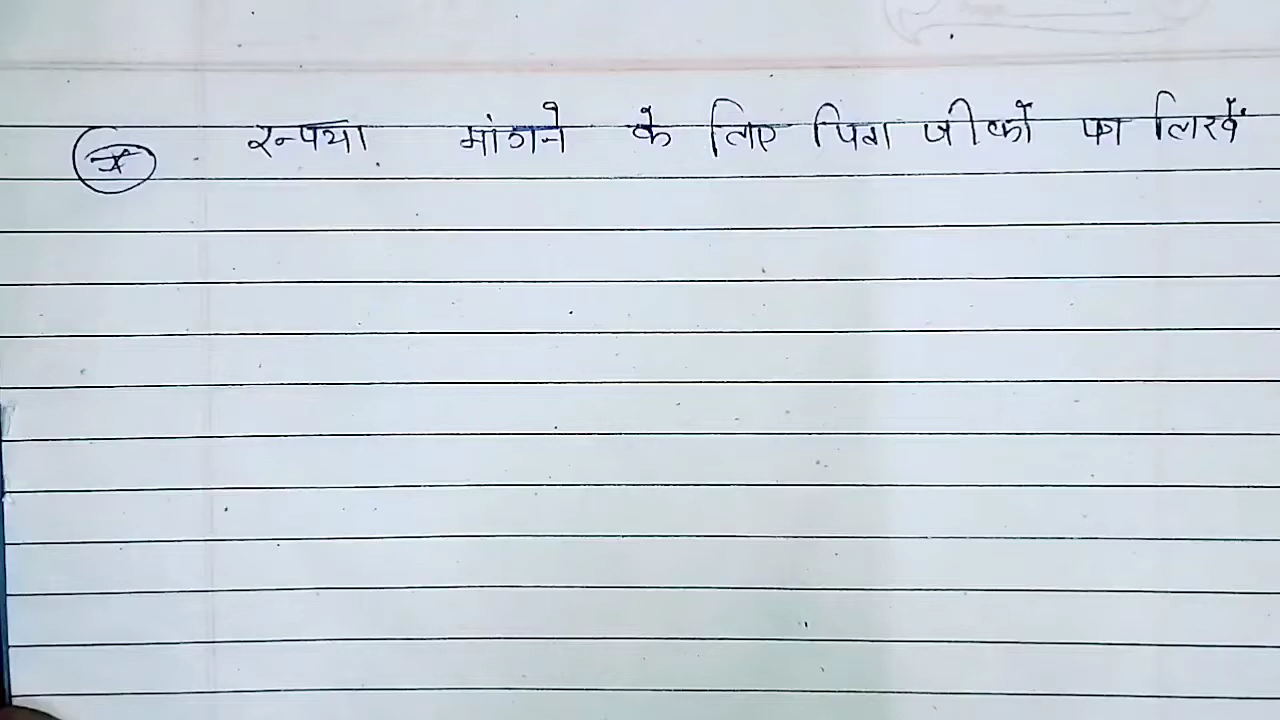 रूपया मांगने के लिए पिता जी को पत्र लिखें